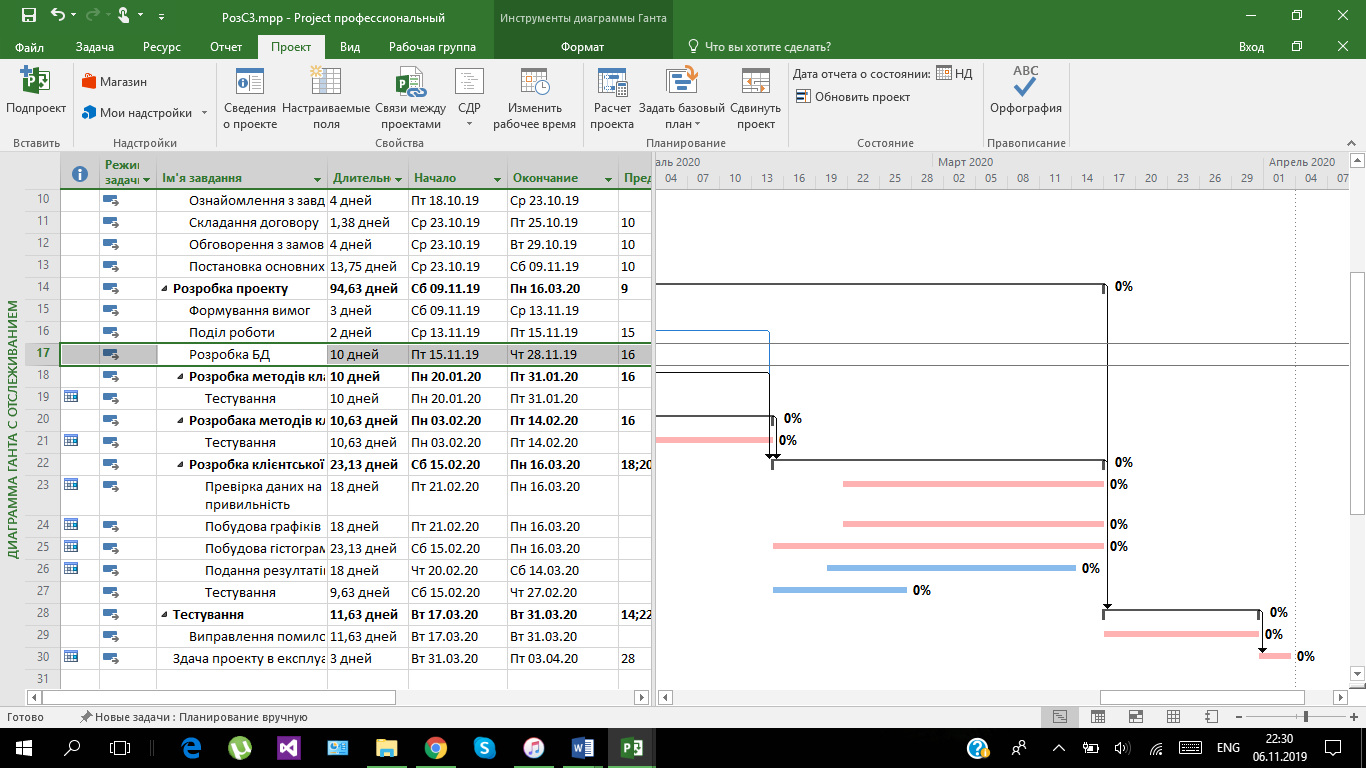 РозСЗ.mpp - Project профессиональный
Инструменты диаграммы Ганта
Файл Задача Ресурс Отчет Проект Вид Рабочая группа Формат Что вы хотите сделать? Вход
Подпроект
Магазин
Мои надстройки
Сведения о проекте
Настраиваемые поля
Связи между проектами
СДР
Изменить рабочее время
Расчет проекта
Задать базовый план
Сдвинуть проект
Дата отчета о состоянии: НД
Обновить проект
ABC
Орфография
Вставить Надстройки Свойства Планирование Состояние Правописание
Режим задачи Ім'я завдання Длительн Начало Окончание Пред
аль 2020 Март 2020 Апрель 2020
04 07 10 13 16 19 22 25 28 02 05 08 11 14 17 20 23 26 29 01 04 07
10 Ознайомлення з завд 4 дней Пт 18.10.19 Ср 23.10.19
11 Складання договору 1,38 дней Ср 23.10.19 Пт 25.10.19 10
12 Обговорення з замов 4 дней Ср 23.10.19 Вт 29.10.19 10
13 Постановка основних 13,75 дней Ср 23.10.19 Сб 09.11.19 10
14 Розробка проекту 94,63 дней Сб 09.11.19 Пн 16.03.20 9 0%
15 Формування вимог 3 дней Сб 09.11.19 Ср 13.11.19
16 Поділ роботи 2 дней Ср 13.11.19 Пт 15.11.19 15
17 Розробка БД 10 дней Пт 15.11.19 Чт 28.11.19 16
18 Розробка методів кла 10 дней Пн 20.01.20 Пт 31.01.20 16
19 Тестування 10 дней Пн 20.01.20 Пт 31.01.20
20 Розробака методів кл 10,63 дней Пн 03.02.20 Пт 14.02.20 16 0%
21 Тестування 10,63 дней Пн 03.02.20 Пт 14.02.20 0%
22 Розробка клієнтської 23,13 дней Сб 15.02.20 Пн 16.03.20 18;20 0%
23 Превірка даних на 18 дней Пт 21.02.20 Пн 16.03.20 0%
привильність
24 Побудова графіків 18 дней Пт 21.02.20 Пн 16.03.20 0%
25 Побудова гістограм 23,13 дней Сб 15.02.20 Пн 16.03.20 0%
26 Подання результаті 18 дней Чт 20.02.20 Сб 14.03.20 0%
27 Тестування 9,63 дней Сб 15.02.20 Чт 27.02.20 0%
28 Тестування 11,63 дней Вт 17.03.20 Вт 31.03.20 14;22 0%
29 Виправлення помило 11,63 дней Вт 17.03.20 Вт 31.03.20 0%
30 Здача проекту в експлуа 3 дней Вт 31.03.20 Пт 03.04.20 28 0%
31
ДИАГРАММА ГАНТА С ОТСЛЕЖИВАНИЕМ
Готово Новые задачи : Планирование вручную
ENG
22:30
06.11.2019